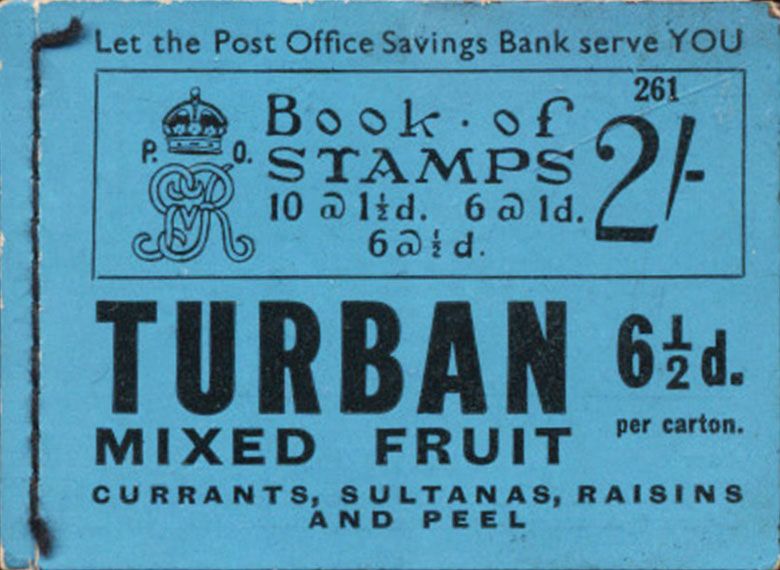 Let the Post Office Savings Bank serve YOU
261
Book · of
STAMPS
2/-
P. O.
GRVI
10 @ 1½d. 6 @ 1d.
6 @ ½d.
TURBAN 6½d.
MIXED FRUIT per carton.
CURRANTS, SULTANAS, RAISINS
AND PEEL